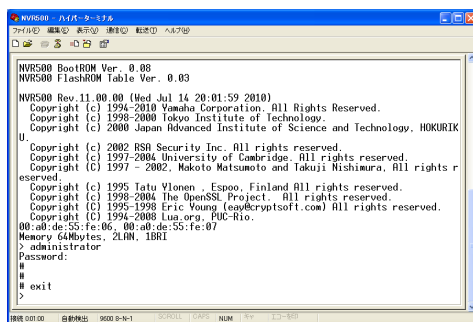 NVR500 - ハイパーターミナル
ファイル(F) 編集(E) 表示(V) 通信(C) 転送(T) ヘルプ(H)
NVR500 BootROM Ver. 0.08
NVR500 FlashROM Table Ver. 0.03
NVR500 Rev.11.00.00 (Wed Jul 14 20:01:59 2010)
Copyright (c) 1994-2010 Yamaha Corporation. All Rights Reserved.
Copyright (c) 1998-2000 Tokyo Institute of Technology.
Copyright (c) 2000 Japan Advanced Institute of Science and Technology, HOKURIK
U.
Copyright (c) 2002 RSA Security Inc. All rights reserved.
Copyright (c) 1997-2004 University of Cambridge. All rights reserved.
Copyright (C) 1997 - 2002, Makoto Matsumoto and Takuji Nishimura, All rights r
eserved.
Copyright (c) 1995 Tatu Ylonen , Espoo, Finland All rights reserved.
Copyright (c) 1998-2004 The OpenSSL Project.  All rights reserved.
Copyright (C) 1995-1998 Eric Young (eay@cryptsoft.com) All rights reserved.
Copyright (C) 1994-2008 Lua.org, PUC-Rio.
00:a0:de:55:fe:06, 00:a0:de:55:fe:07
Memory 64Mbytes, 2LAN, 1BRI
> administrator
Password:
#
#
# exit
>
接続 0:01:00 自動検出 9600 8-N-1 SCROLL CAPS NUM キャ エコーを印